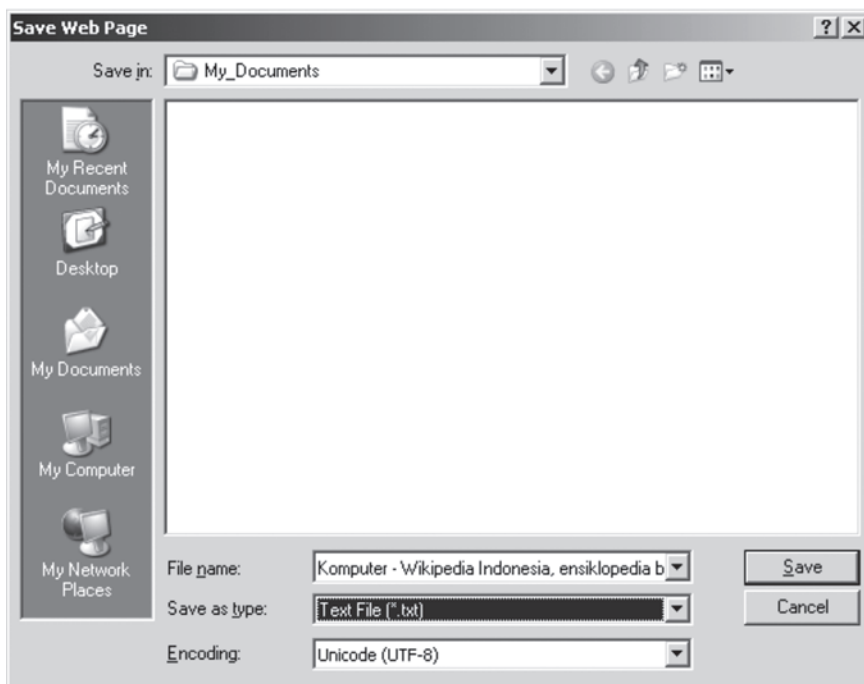 Save Web Page
Save in: My_Documents
My Recent
Documents
Desktop
My Documents
My Computer
My Network
Places
File name: Komputer - Wikipedia Indonesia, ensiklopedia b
Save
Save as type: Text File (*.txt)
Cancel
Encoding: Unicode (UTF-8)